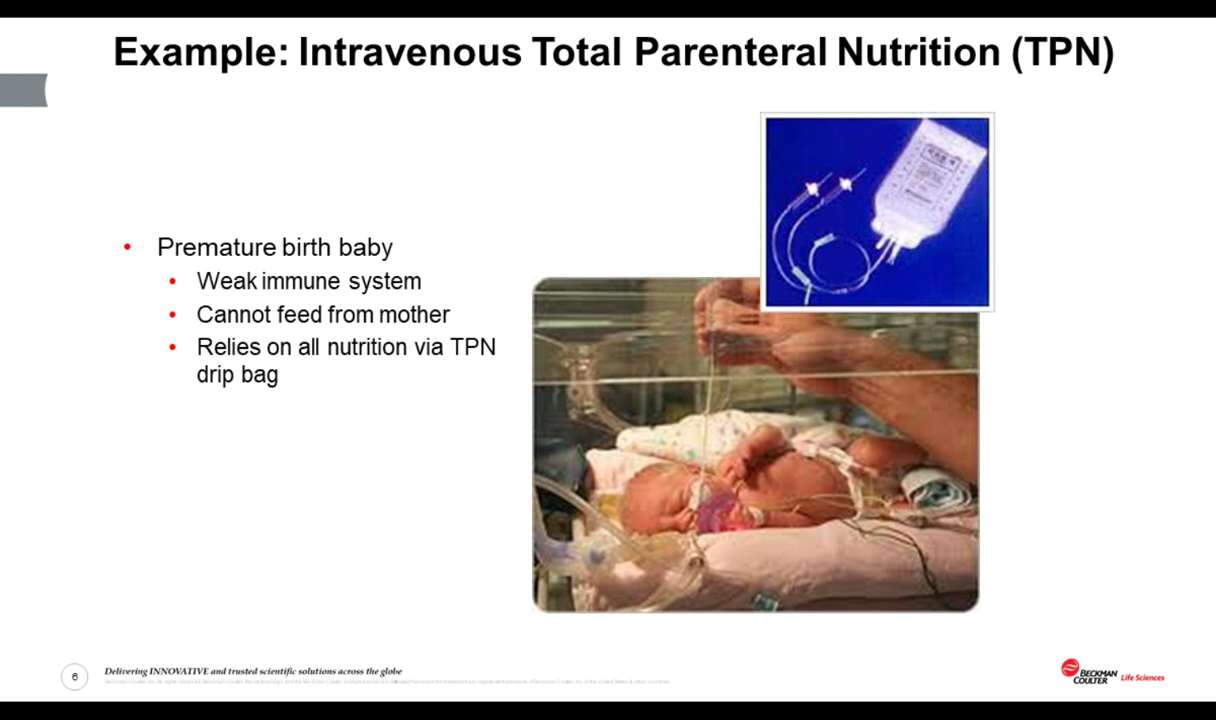 Example: Intravenous Total Parenteral Nutrition (TPN)
• Premature birth baby
• Weak immune system
• Cannot feed from mother
• Relies on all nutrition via TPN
drip bag
6
Delivering INNOVATIVE and trusted scientific solutions across the globe
BECKMAN
COULTER Life Sciences